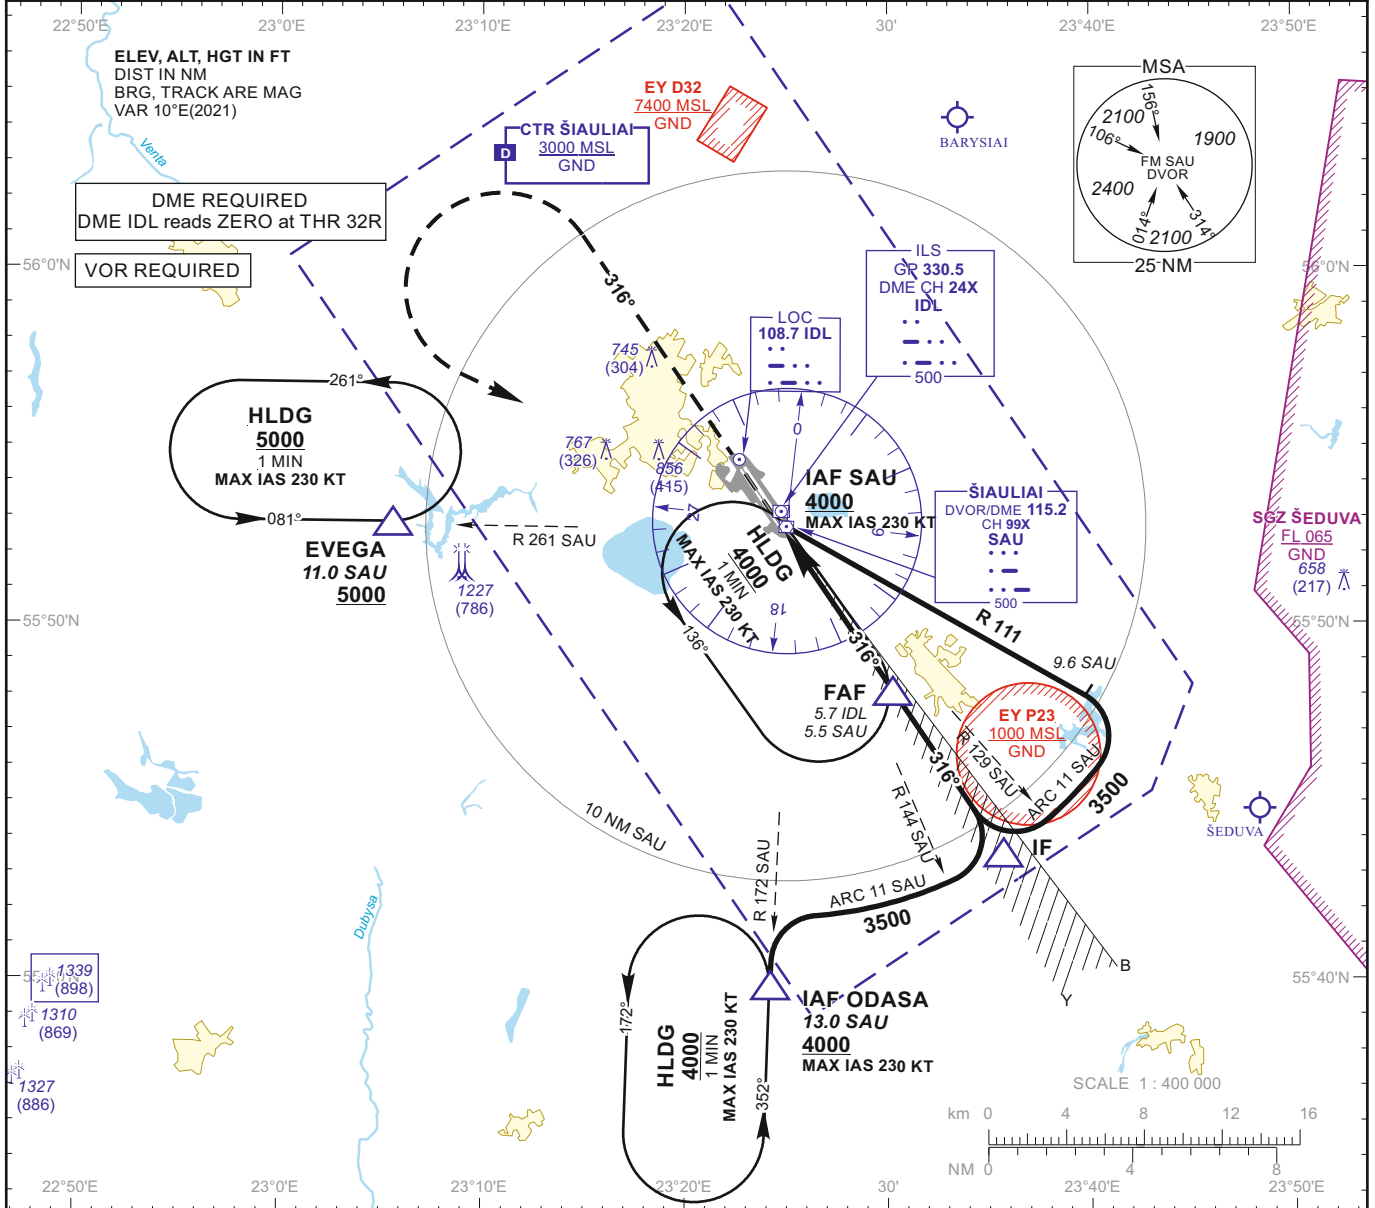 22°50'E
23°0'E
23°10'E
23°20'E
30'
23°40'E
23°50'E
ELEV, ALT, HGT IN FT
DIST IN NM
BRG, TRACK ARE MAG
VAR 10°E(2021)
Venta
EY D32
7400 MSL
GND
CTR ŠIAULIAI
3000 MSL
GND
D
BARYSIAI
MSA
156°
2100
106°
1900
FM SAU
DVOR
2400
014°
314°
2100
25 NM
DME REQUIRED
DME IDL reads ZERO at THR 32R
VOR REQUIRED
56°0'N
56°0'N
316°
ILS
GP 330.5
DME CH 24X
IDL
500
LOC
108.7 IDL
745
(304)
261°
HLDG
5000
1 MIN
MAX IAS 230 KT
081°
767
(326)
856
(415)
0
9
18
27
IAF SAU
4000
MAX IAS 230 KT
ŠIAULIAI
DVOR/DME 115.2
CH 99X
SAU
500
SGZ ŠEDUVA
FL 065
GND
658
(217)
EVEGA
11.0 SAU
5000
R 261 SAU
1227
(786)
HLDG
4000
1 MIN
MAX IAS 230 KT
136°
316°
R 111
9.6 SAU
55°50'N
55°50'N
FAF
5.7 IDL
5.5 SAU
EY P23
1000 MSL
GND
R 129 SAU
316°
ARC 11 SAU
3500
R 144 SAU
10 NM SAU
ŠEDUVA
IF
R 172 SAU
ARC 11 SAU
3500
Dubysa
B
Y
1339
(898)
1310
(869)
1327
(886)
55°40'N
172°
HLDG
4000
1 MIN
MAX IAS 230 KT
352°
IAF ODASA
13.0 SAU
4000
MAX IAS 230 KT
SCALE 1 : 400 000
km 0 4 8 12 16
NM 0 4 8
22°50'E
23°0'E
23°10'E
23°20'E
30'
23°40'E
23°50'E